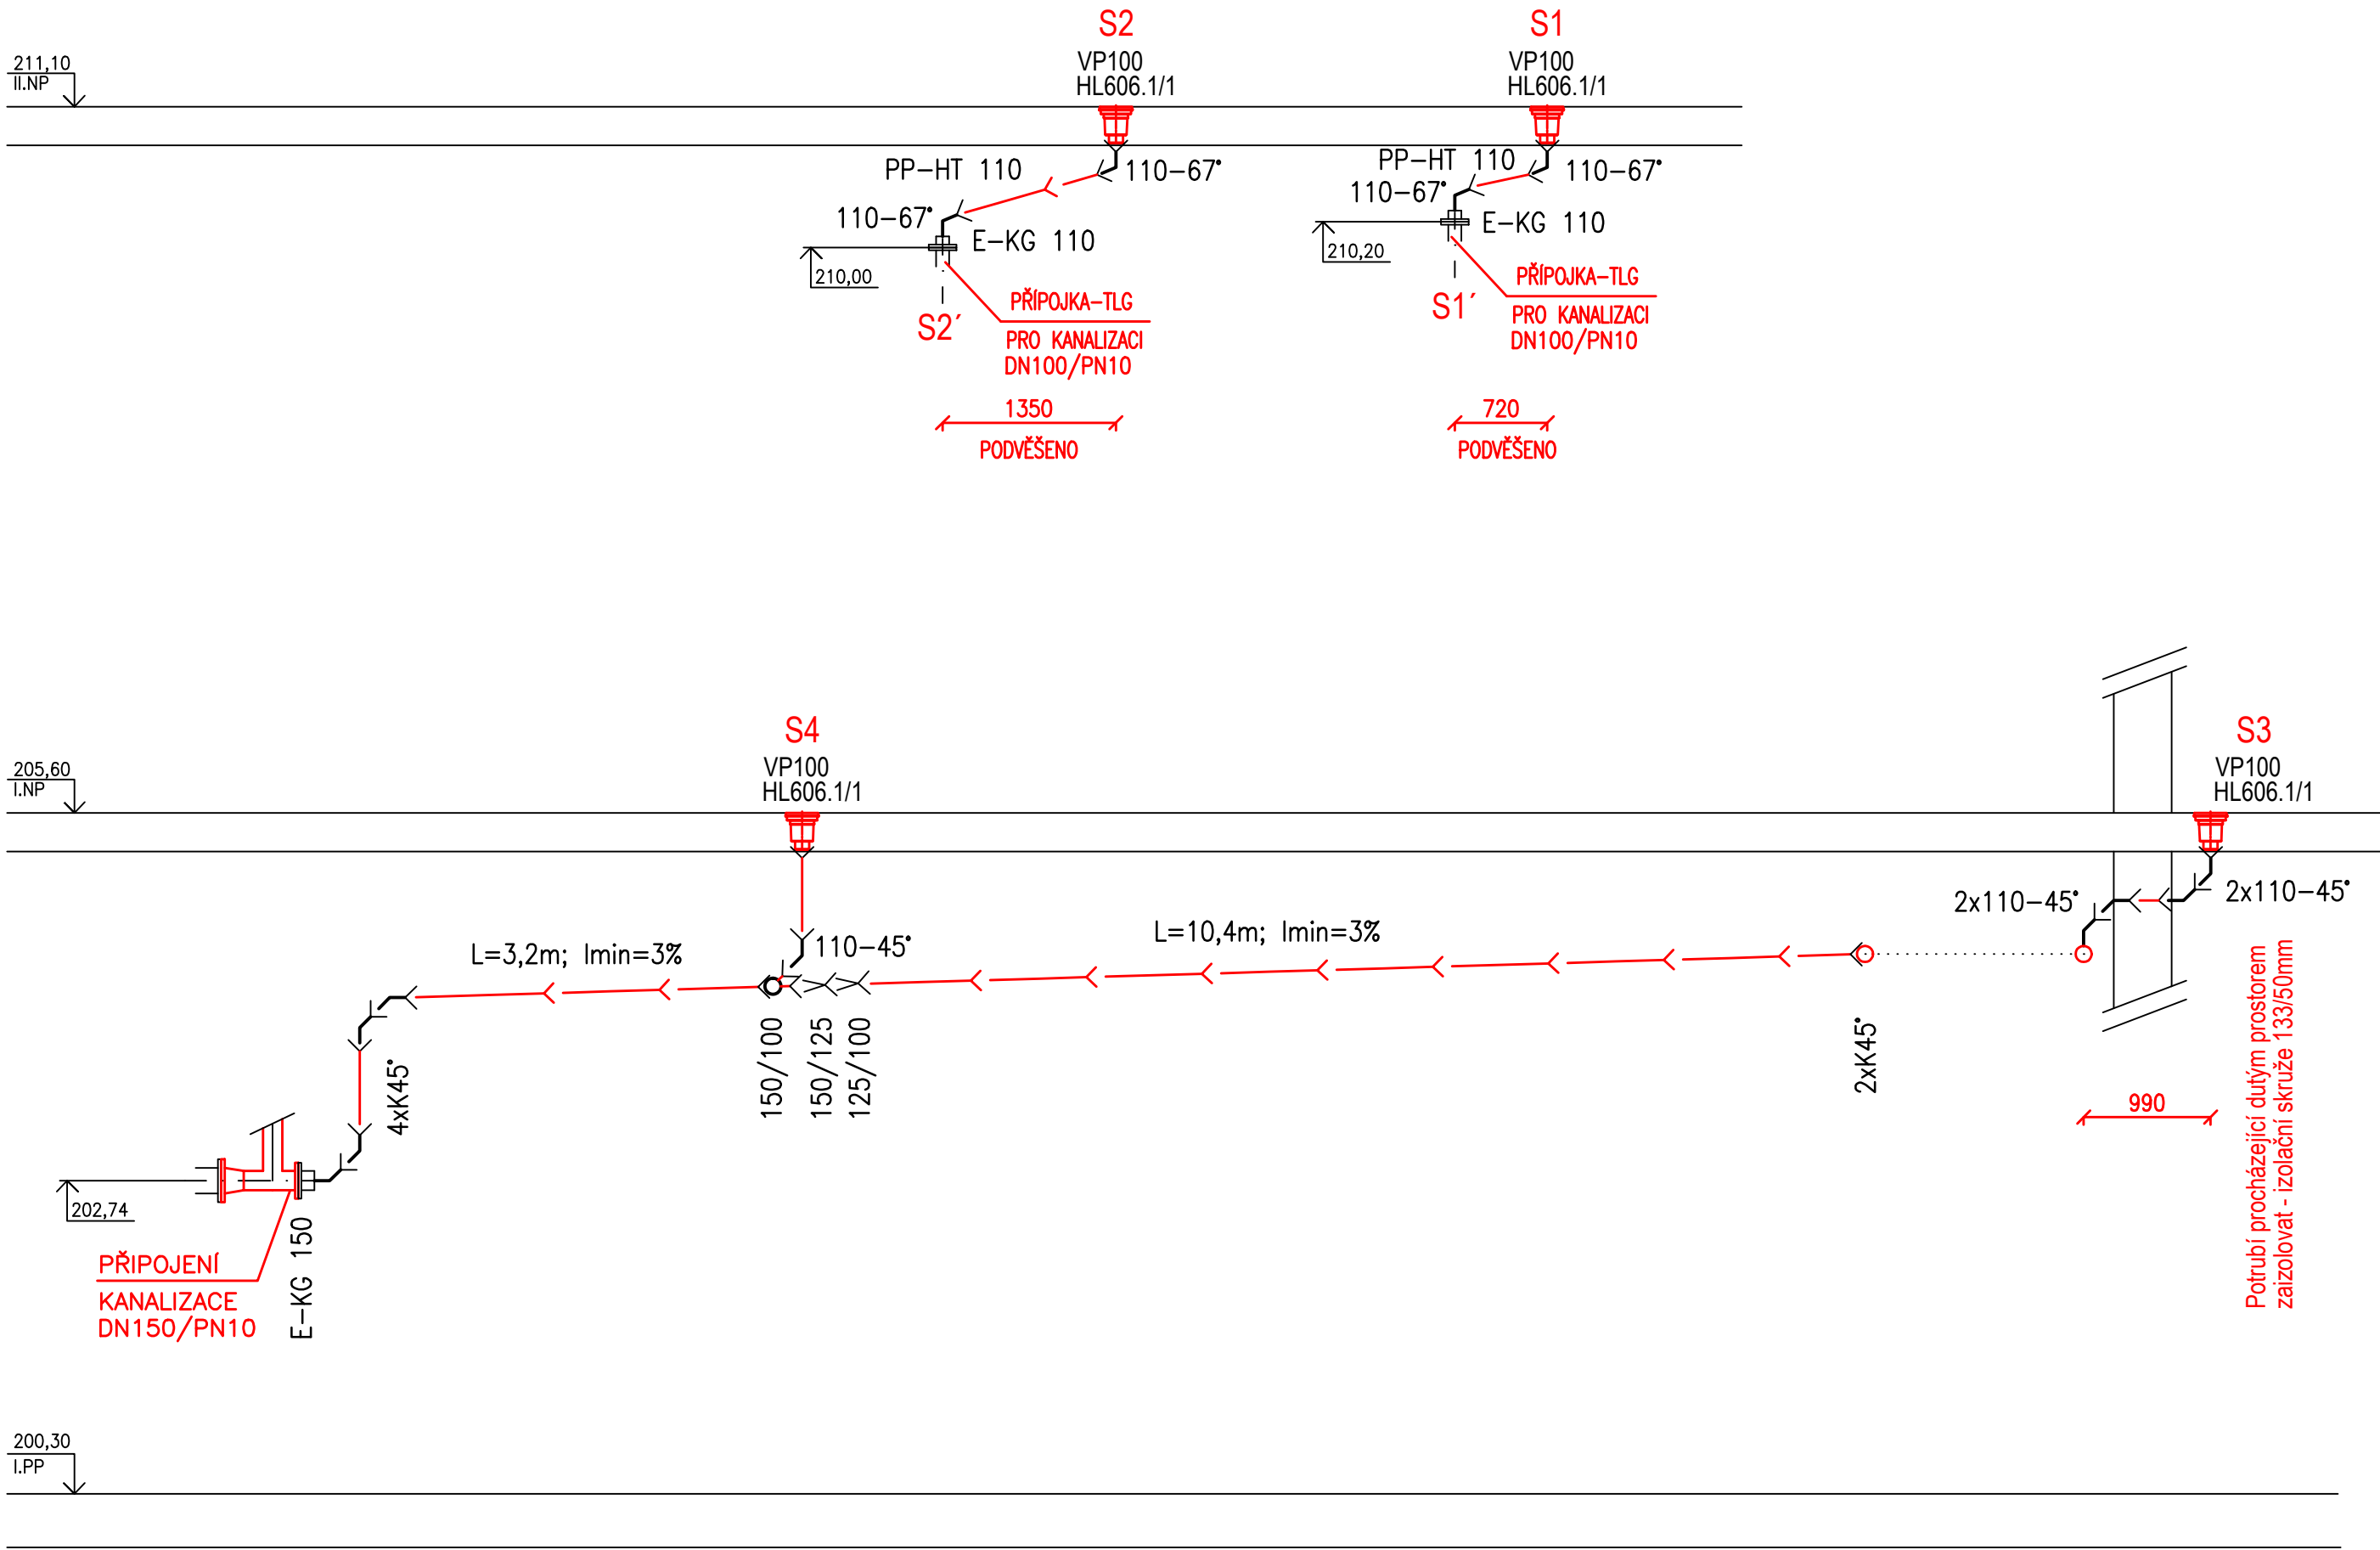 S2
VP100
HL606.1/1
S1
VP100
HL606.1/1
211,10
II.NP
PP-HT 110
110-67°
110-67°
E-KG 110
210,00
S2´
PŘÍPOJKA-TLG
PRO KANALIZACI
DN100/PN10
1350
PODVĚŠENO
PP-HT 110
110-67°
110-67°
E-KG 110
210,20
S1´
PŘÍPOJKA-TLG
PRO KANALIZACI
DN100/PN10
720
PODVĚŠENO
S4
VP100
HL606.1/1
S3
VP100
HL606.1/1
205,60
I.NP
2x110-45°
2x110-45°
L=3,2m; Imin=3%
110-45°
L=10,4m; Imin=3%
150/100
150/125
125/100
2xK45°
4xK45°
990
Potrubí procházející dutým prostorem
zaizolovat - izolační skruže 133/50mm
202,74
E-KG 150
PŘIPOJENÍ
KANALIZACE
DN150/PN10
200,30
I.PP